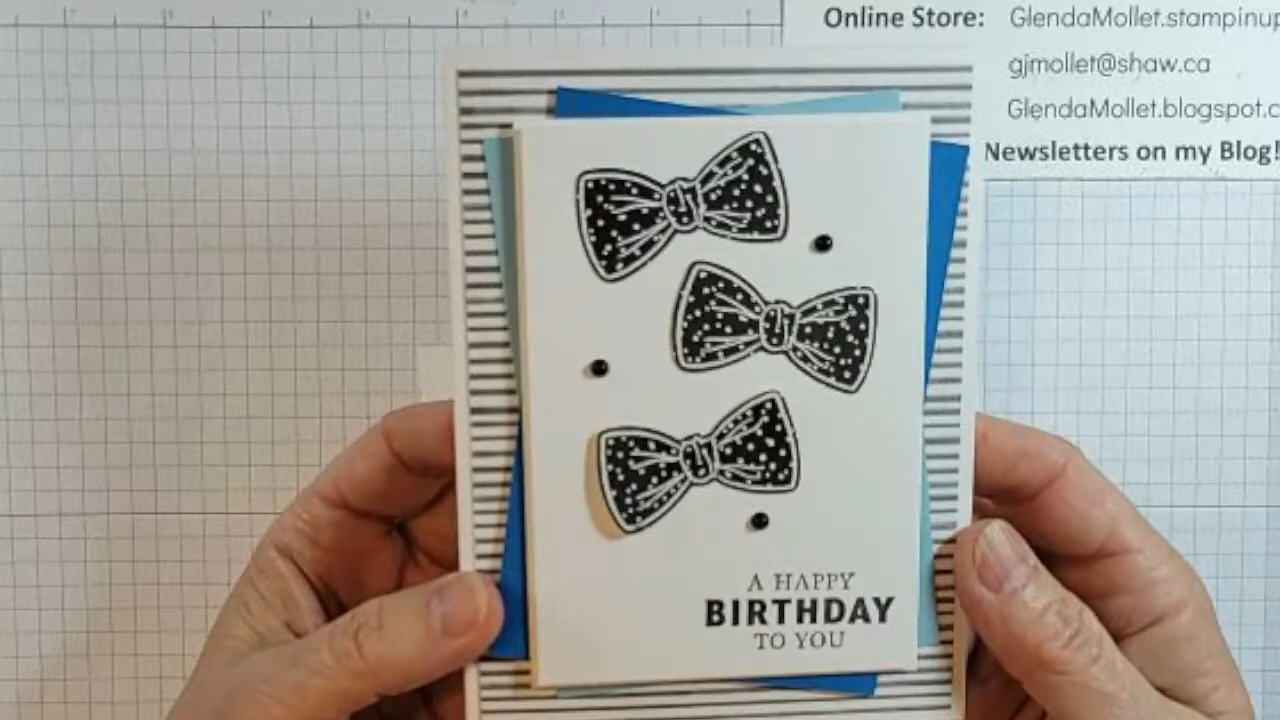 Online Store: GlendaMollet.stampinup
gjmollet@shaw.ca
GlendaMollet.blogspot.c
Newsletters on my Blog!
A HAPPY
BIRTHDAY
TO YOU